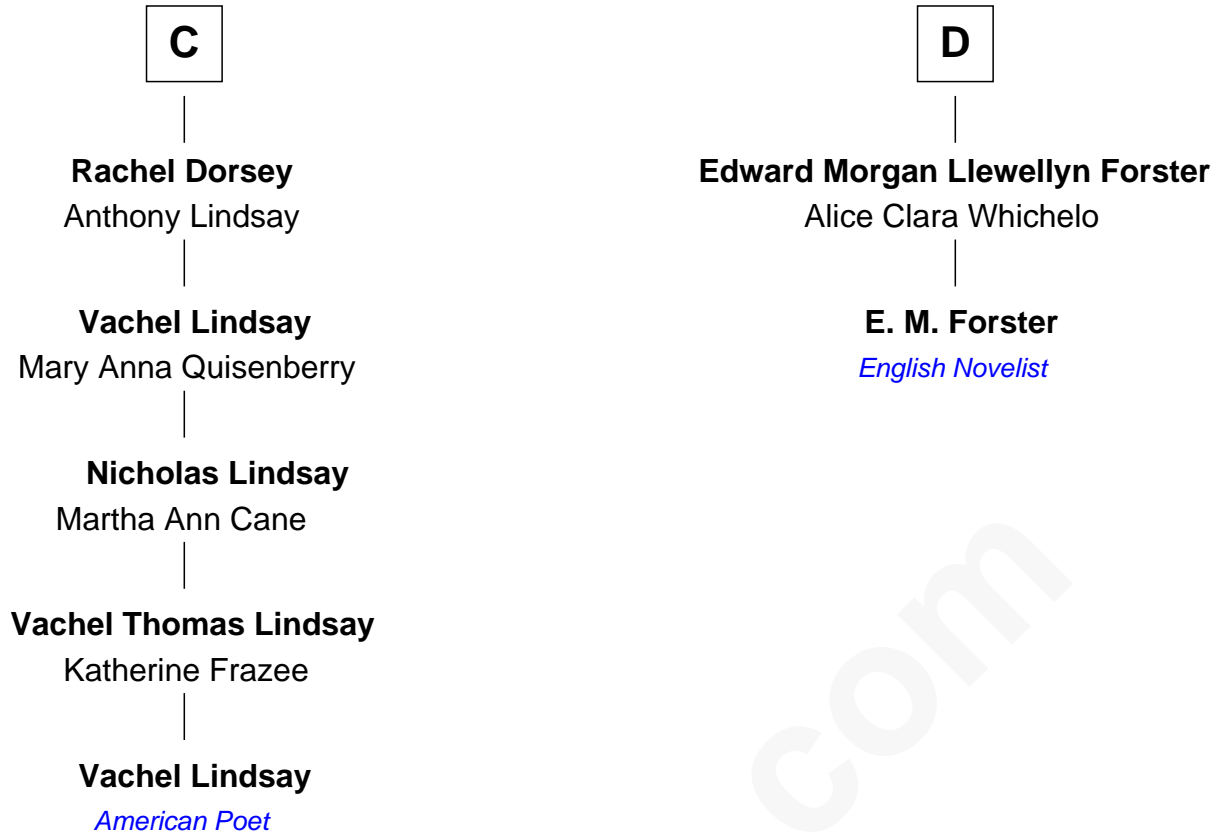 C
Rachel Dorsey
Anthony Lindsay
Vachel Lindsay
Mary Anna Quisenberry
Nicholas Lindsay
Martha Ann Cane
Vachel Thomas Lindsay
Katherine Frazee
Vachel Lindsay
American Poet
D
Edward Morgan Llewellyn Forster
Alice Clara Whichelo
E. M. Forster
English Novelist
com